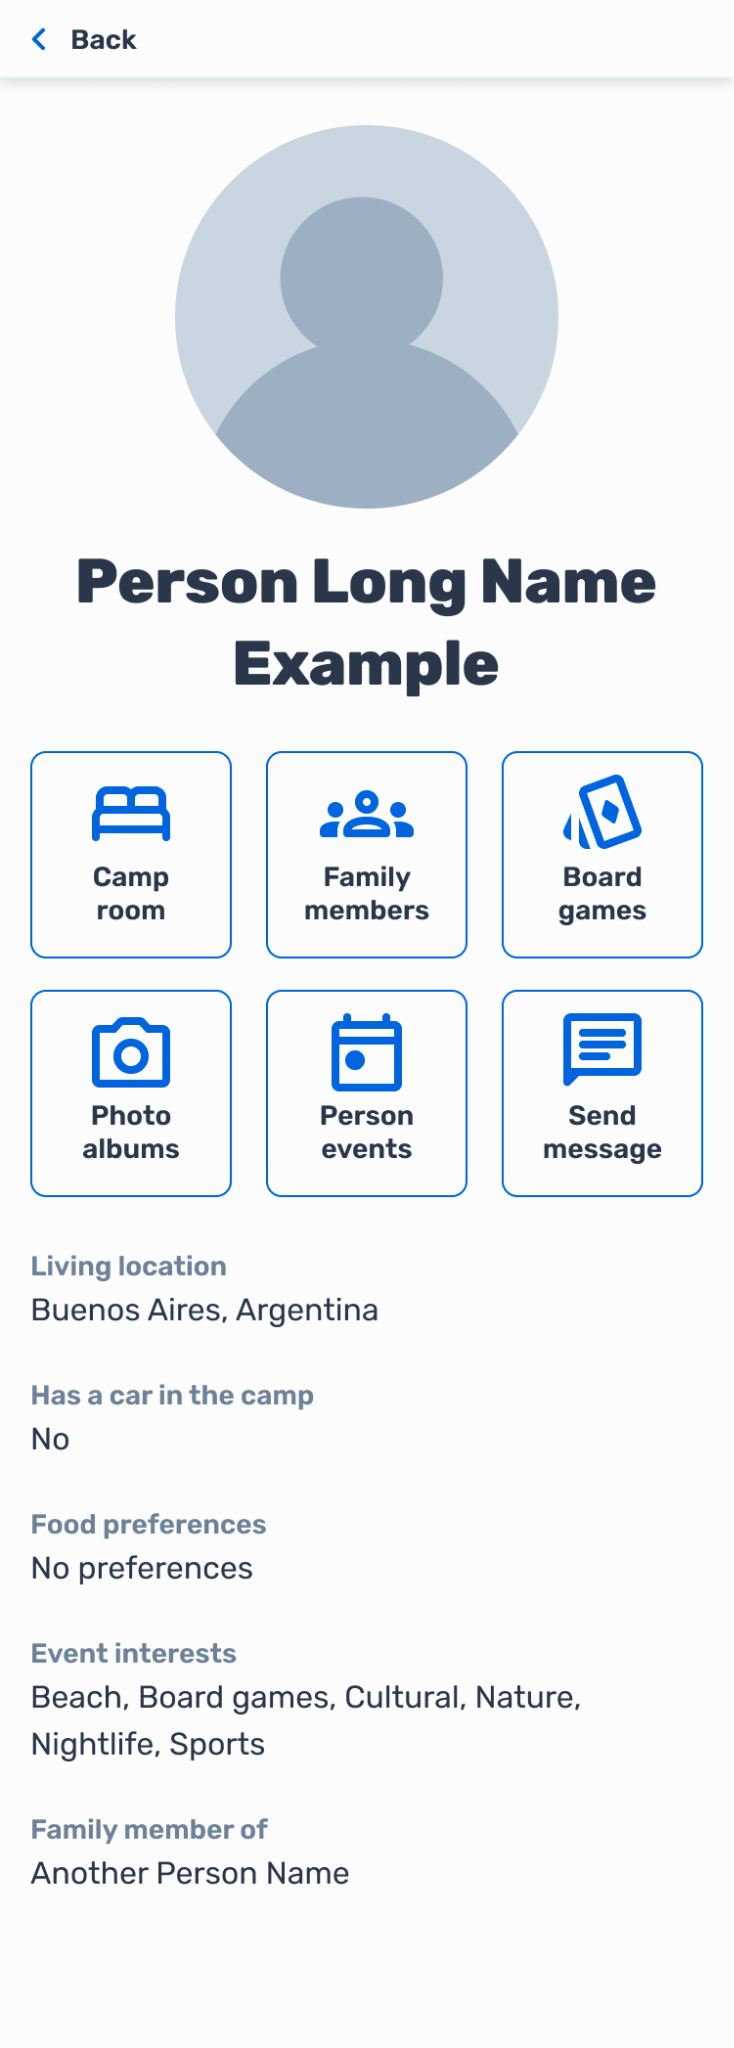 Back
Person Long Name
Example
Camp
room
Family
members
Board
games
Photo
albums
Person
events
Send
message
Living location
Buenos Aires, Argentina
Has a car in the camp
No
Food preferences
No preferences
Event interests
Beach, Board games, Cultural, Nature,
Nightlife, Sports
Family member of
Another Person Name